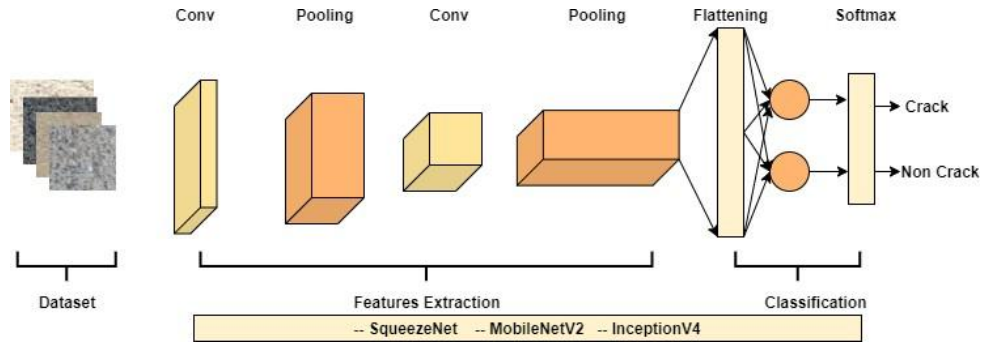 Conv Pooling Conv Pooling Flattening Softmax
Crack
Non Crack
Dataset Features Extraction Classification
-- SqueezeNet -- MobileNetV2 -- InceptionV4